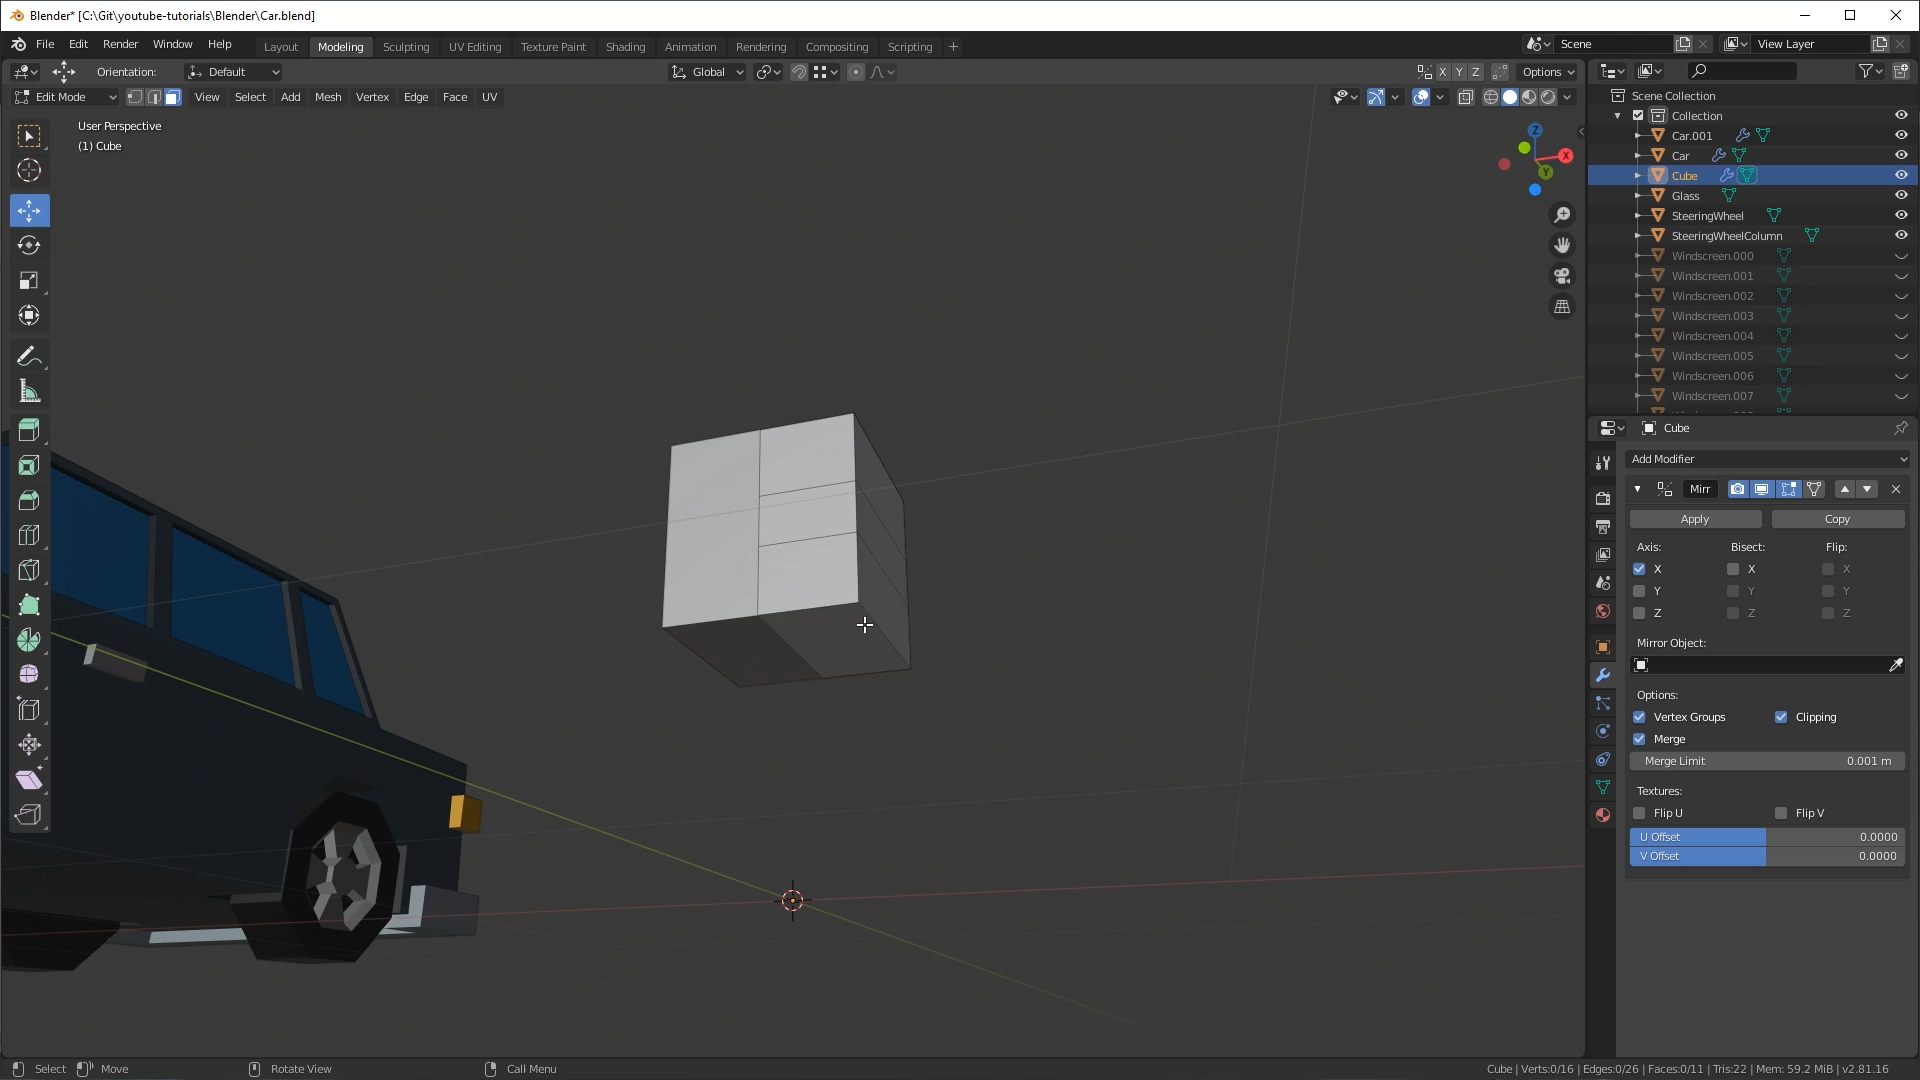 Blender* [C:\Git\youtube-tutorials\Blender\Car.blend]
File Edit Render Window Help Layout Modeling Sculpting UV Editing Texture Paint Shading Animation Rendering Compositing Scripting + Scene View Layer
Orientation: Default Global X Y Z Options
Edit Mode View Select Add Mesh Vertex Edge Face UV
User Perspective
(1) Cube
Z
X
Y
Scene Collection
Collection
Car.001
Car
Cube
Glass
SteeringWheel
SteeringWheelColumn
Windscreen.000
Windscreen.001
Windscreen.002
Windscreen.003
Windscreen.004
Windscreen.005
Windscreen.006
Windscreen.007
Cube
Add Modifier
Mirr
Apply Copy
Axis: Bisect: Flip:
X X X
Y Y Y
Z Z Z
Mirror Object:
Options:
Vertex Groups Clipping
Merge
Merge Limit 0.001 m
Textures:
Flip U Flip V
U Offset 0.0000
V Offset 0.0000
Select Move Rotate View Call Menu Cube | Verts:0/16 | Edges:0/26 | Faces:0/11 | Tris:22 | Mem: 59.2 MiB | v2.81.16